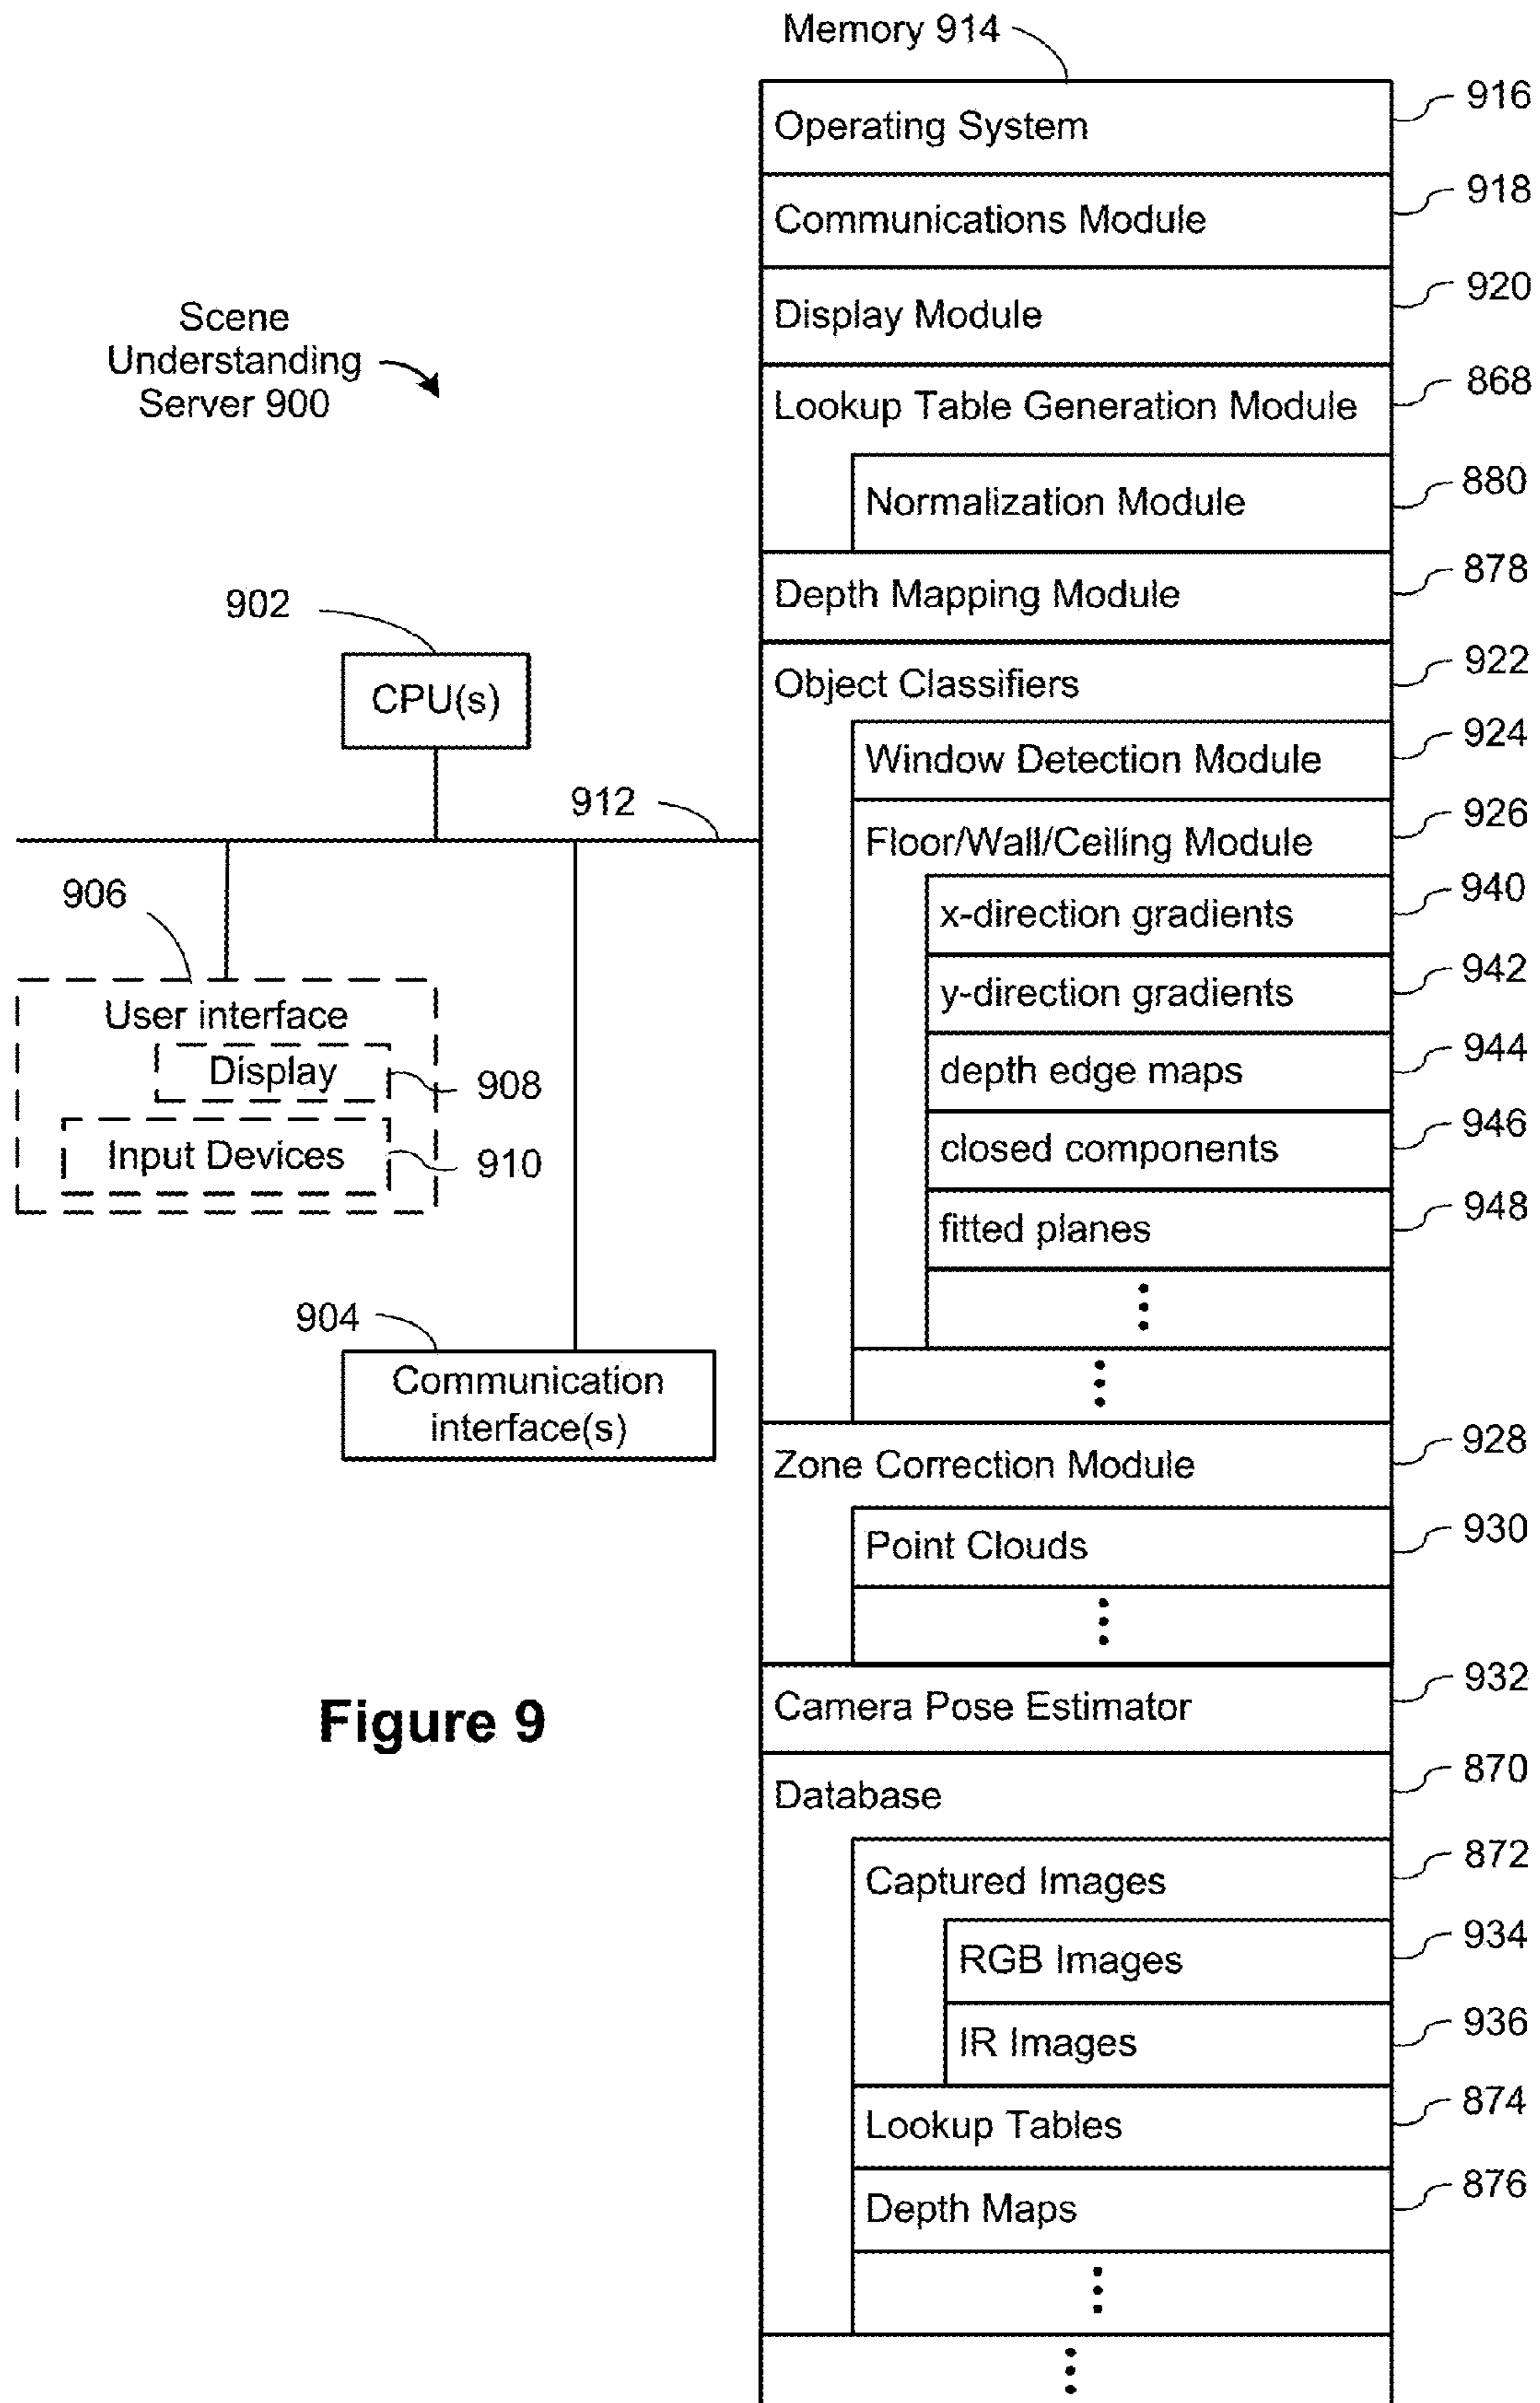 Memory 914
Operating System
916
Communications Module
918
Display Module
920
Scene
Understanding
Server 900
Lookup Table Generation Module
868
Normalization Module
880
Depth Mapping Module
878
902
CPU(s)
Object Classifiers
922
Window Detection Module
924
912
Floor/Wall/Ceiling Module
926
906
x-direction gradients
940
y-direction gradients
942
User interface
Display
908
depth edge maps
944
Input Devices
910
closed components
946
fitted planes
948
904
Communication
interface(s)
Zone Correction Module
928
Point Clouds
930
Camera Pose Estimator
932
Figure 9
Database
870
Captured Images
872
RGB Images
934
IR Images
936
Lookup Tables
874
Depth Maps
876